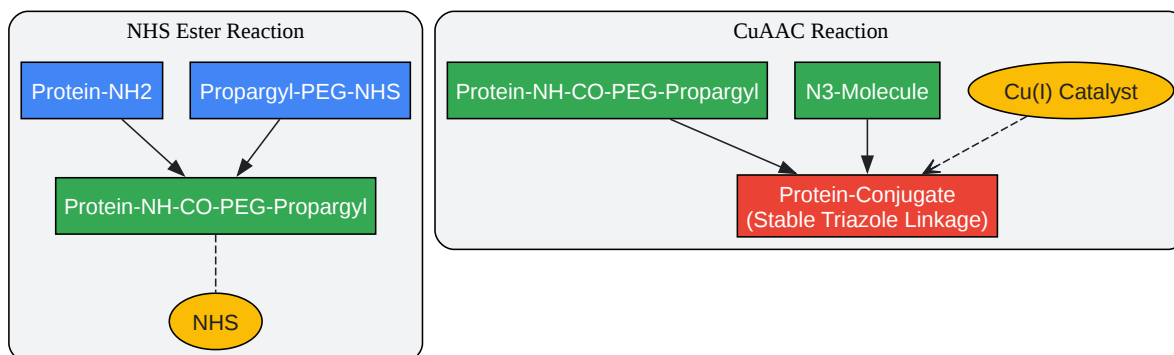 NHS Ester Reaction
Protein-NH2
Propargyl-PEG-NHS
Protein-NH-CO-PEG-Propargyl
NHS
CuAAC Reaction
Protein-NH-CO-PEG-Propargyl
N3-Molecule
Cu(I) Catalyst
Protein-Conjugate
(Stable Triazole Linkage)